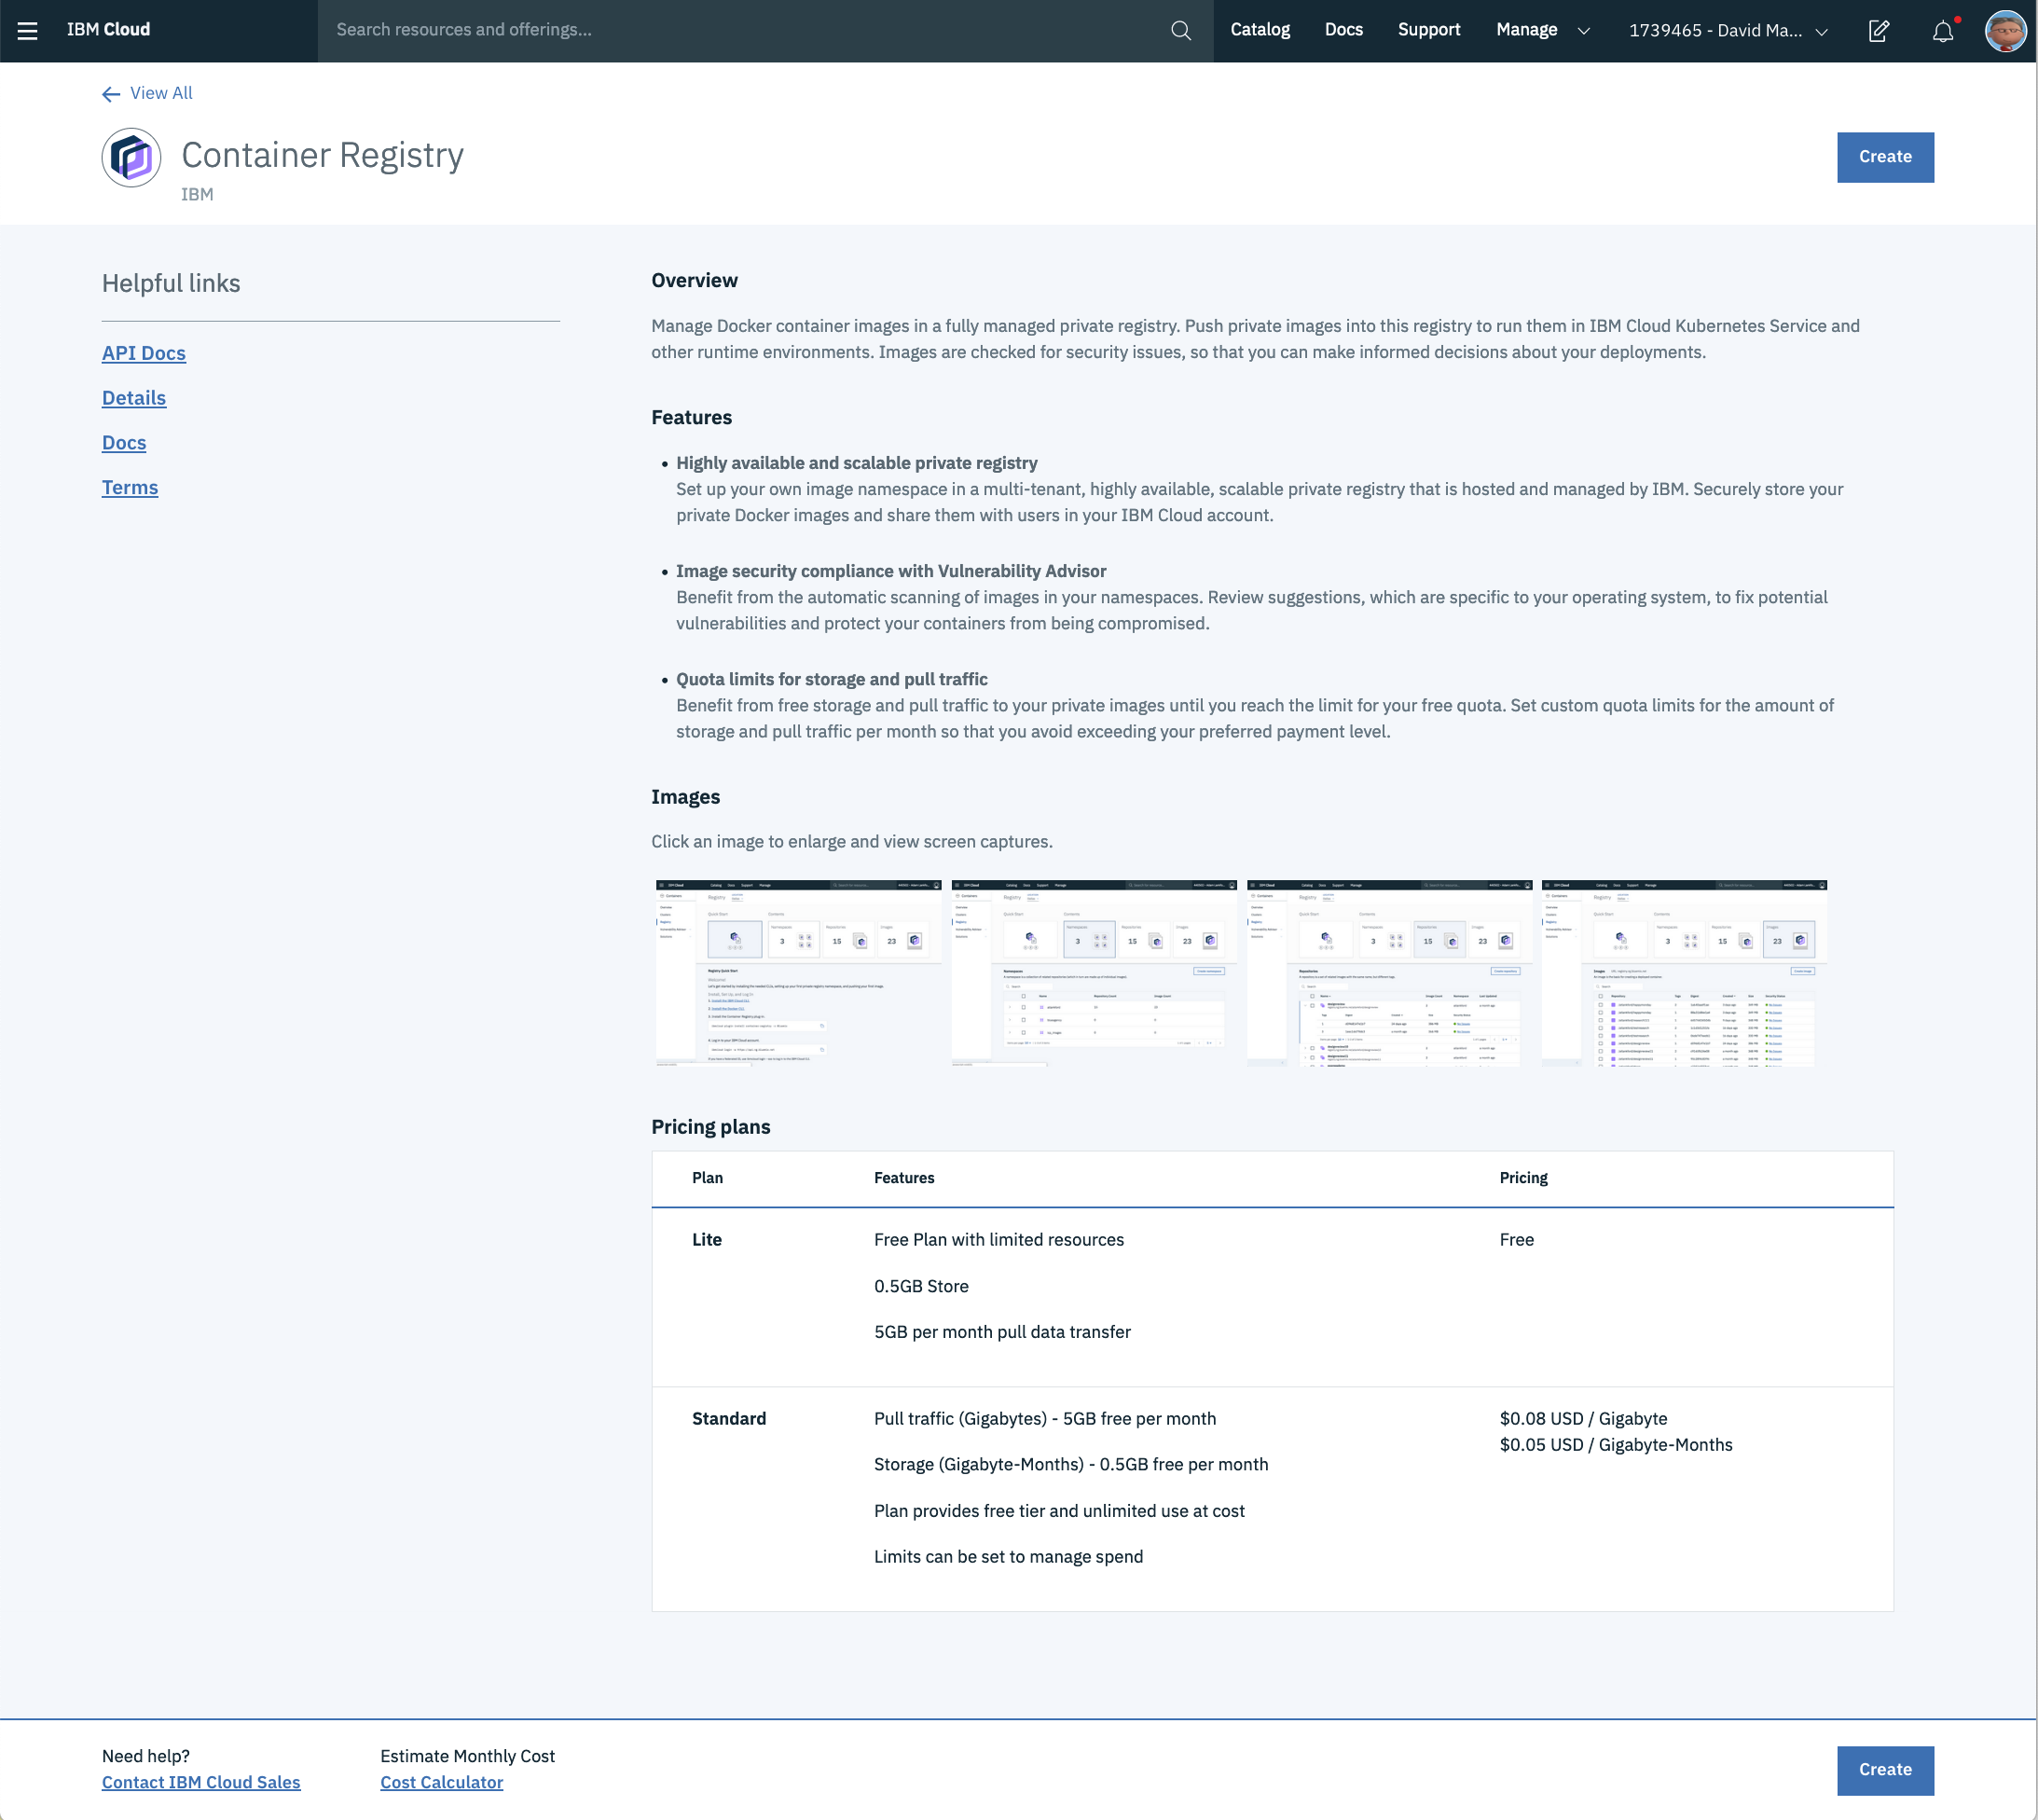 IBM Cloud
Search resources and offerings...
Catalog
Docs
Support
Manage
1739465 - David Ma...
View All
Container Registry
IBM
Create
Helpful links
API Docs
Details
Docs
Terms
Overview
Manage Docker container images in a fully managed private registry. Push private images into this registry to run them in IBM Cloud Kubernetes Service and
other runtime environments. Images are checked for security issues, so that you can make informed decisions about your deployments.
Features
• Highly available and scalable private registry
Set up your own image namespace in a multi-tenant, highly available, scalable private registry that is hosted and managed by IBM. Securely store your
private Docker images and share them with users in your IBM Cloud account.
• Image security compliance with Vulnerability Advisor
Benefit from the automatic scanning of images in your namespaces. Review suggestions, which are specific to your operating system, to fix potential
vulnerabilities and protect your containers from being compromised.
• Quota limits for storage and pull traffic
Benefit from free storage and pull traffic to your private images until you reach the limit for your free quota. Set custom quota limits for the amount of
storage and pull traffic per month so that you avoid exceeding your preferred payment level.
Images
Click an image to enlarge and view screen captures.
Pricing plans
Plan Features Pricing
Lite Free Plan with limited resources Free
0.5GB Store
5GB per month pull data transfer
Standard Pull traffic (Gigabytes) - 5GB free per month $0.08 USD / Gigabyte
$0.05 USD / Gigabyte-Months
Storage (Gigabyte-Months) - 0.5GB free per month
Plan provides free tier and unlimited use at cost
Limits can be set to manage spend
Need help?
Contact IBM Cloud Sales
Estimate Monthly Cost
Cost Calculator
Create